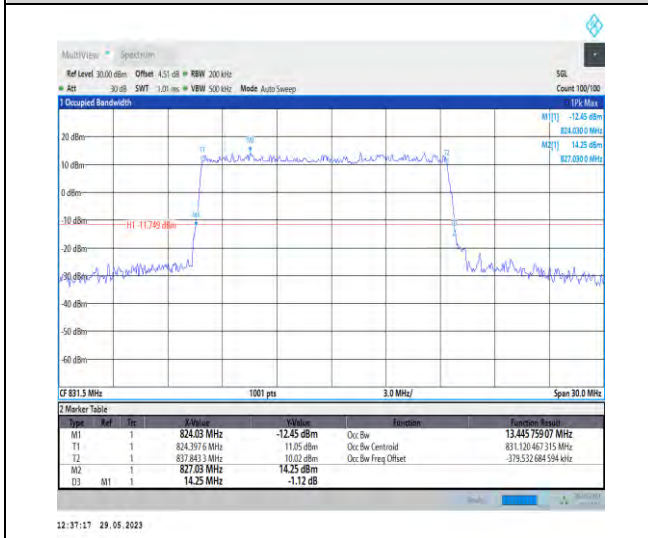 MultiView Spectrum
Ref Level 30.00 dBm Offset 4.51 dB RBW 200 kHz SGL
Att 30 dB SWT 1.01 ms VBW 500 kHz Mode Auto Sweep Count 100/100
1 Occupied Bandwidth 1Pk Max
M1[1] -12.45 dBm
824.030 0 MHz
M2[1] 14.25 dBm
827.030 0 MHz
20 dBm
10 dBm
0 dBm
-10 dBm
-20 dBm
-30 dBm
-40 dBm
-50 dBm
-60 dBm
T1
T2
H1 -11.749 dBm
CF 831.5 MHz 1001 pts 3.0 MHz/ Span 30.0 MHz
2 Marker Table
Type Ref Trc X-Value Y-Value Function Function Result
M1 1 824.03 MHz -12.45 dBm Occ Bw 13.445 759 07 MHz
T1 1 824.397 6 MHz 11.05 dBm Occ Bw Centroid 831.120 467 315 MHz
T2 1 837.843 3 MHz 10.02 dBm Occ Bw Freq Offset -379.532 684 594 kHz
M2 1 827.03 MHz 14.25 dBm
D3 M1 1 14.25 MHz -1.12 dB
12:37:17 29.05.2023